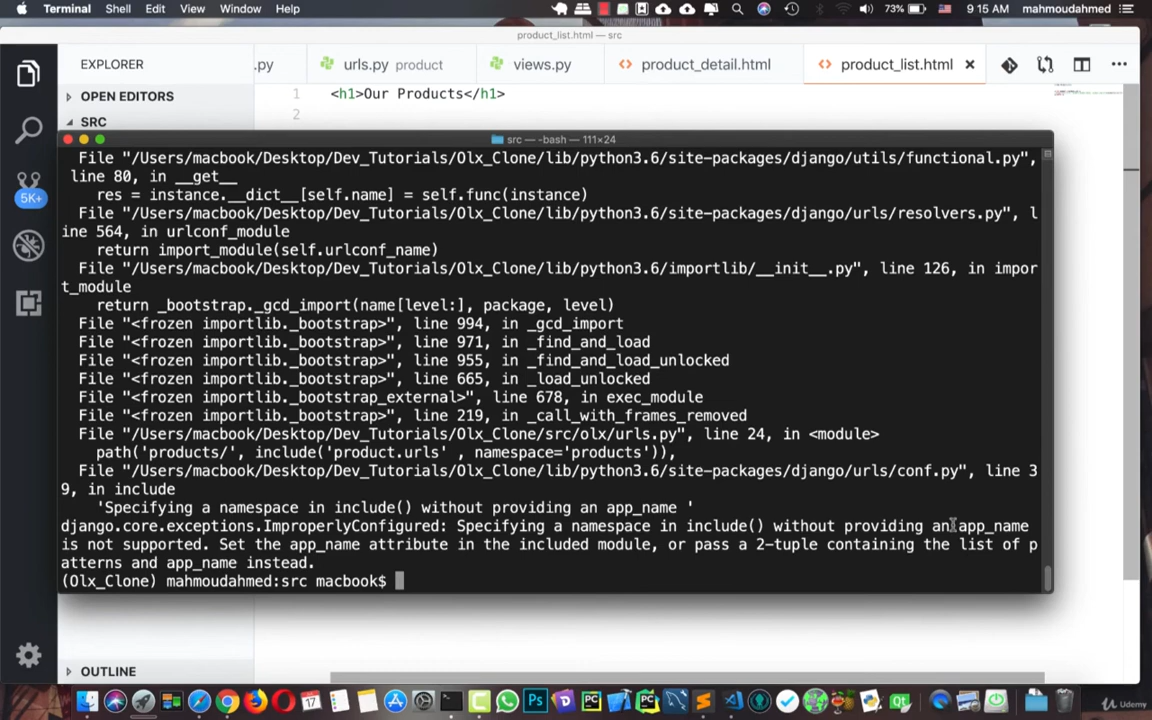 Terminal Shell Edit View Window Help 73% 9:15 AM mahmoudahmed
product_list.html — src
EXPLORER .py urls.py product views.py product_detail.html product_list.html
OPEN EDITORS
1 <h1>Our Products</h1>
SRC
2
src — -bash — 111×24
File "/Users/macbook/Desktop/Dev_Tutorials/Olx_Clone/lib/python3.6/site-packages/django/utils/functional.py",
line 80, in __get__
res = instance.__dict__[self.name] = self.func(instance)
File "/Users/macbook/Desktop/Dev_Tutorials/Olx_Clone/lib/python3.6/site-packages/django/urls/resolvers.py", l
ine 564, in urlconf_module
return import_module(self.urlconf_name)
File "/Users/macbook/Desktop/Dev_Tutorials/Olx_Clone/lib/python3.6/importlib/__init__.py", line 126, in impor
t_module
return _bootstrap._gcd_import(name[level:], package, level)
File "<frozen importlib._bootstrap>", line 994, in _gcd_import
File "<frozen importlib._bootstrap>", line 971, in _find_and_load
File "<frozen importlib._bootstrap>", line 955, in _find_and_load_unlocked
File "<frozen importlib._bootstrap>", line 665, in _load_unlocked
File "<frozen importlib._bootstrap_external>", line 678, in exec_module
File "<frozen importlib._bootstrap>", line 219, in _call_with_frames_removed
File "/Users/macbook/Desktop/Dev_Tutorials/Olx_Clone/src/olx/urls.py", line 24, in <module>
path('products/', include('product.urls' , namespace='products')),
File "/Users/macbook/Desktop/Dev_Tutorials/Olx_Clone/lib/python3.6/site-packages/django/urls/conf.py", line 3
9, in include
'Specifying a namespace in include() without providing an app_name '
django.core.exceptions.ImproperlyConfigured: Specifying a namespace in include() without providing an app_name
is not supported. Set the app_name attribute in the included module, or pass a 2-tuple containing the list of p
atterns and app_name instead.
(Olx_Clone) mahmoudahmed:src macbook$
5K+
OUTLINE
17
Ps
PC
PC
Qt
Udemy